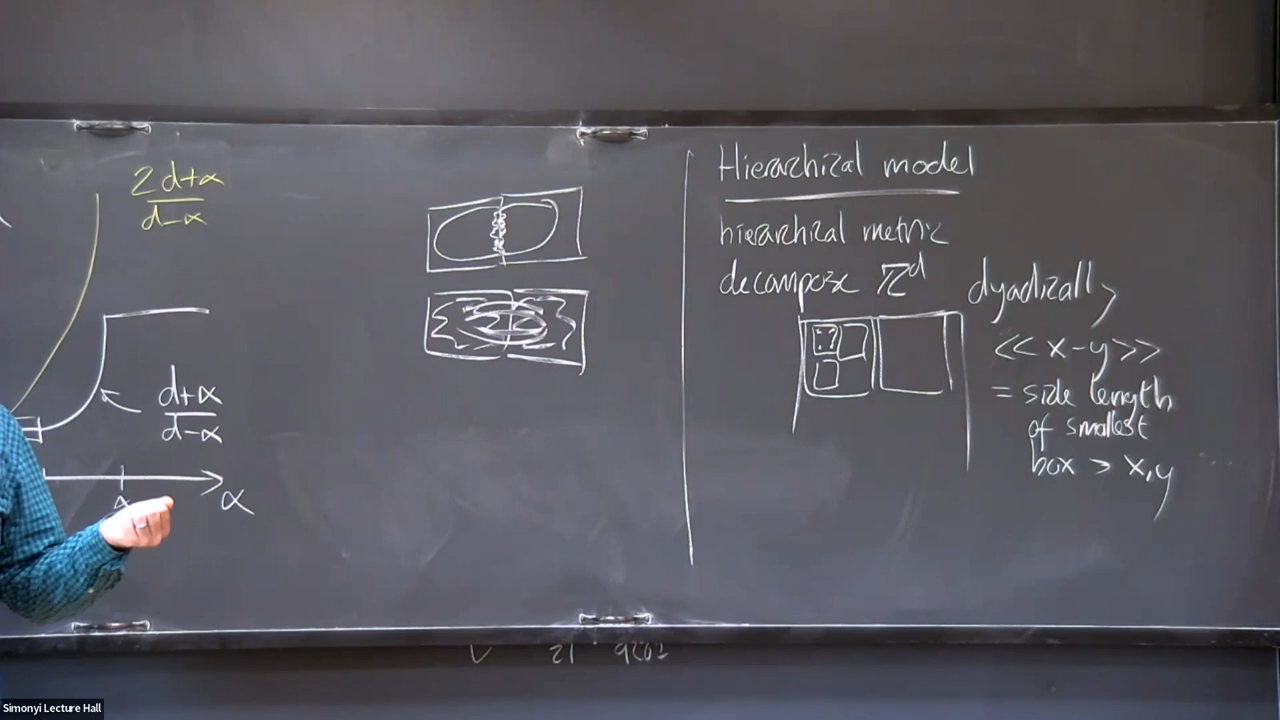 2d+α
d-α
d+α
d-α
α
Hierarchical model
hierarchical metric
decompose ℤ^d dyadically
<<x-y>>
= side length
of smallest
box > x,y
Simonyi Lecture Hall